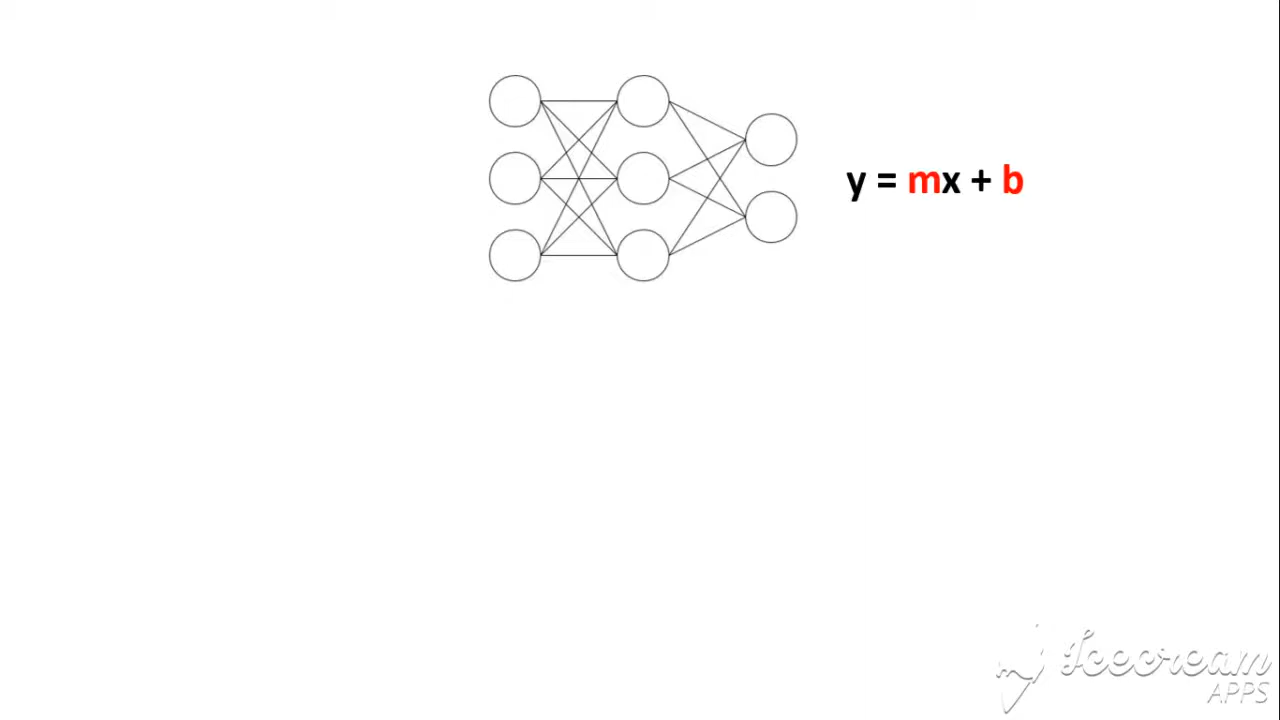 y = mx + b
Icecream
APPS